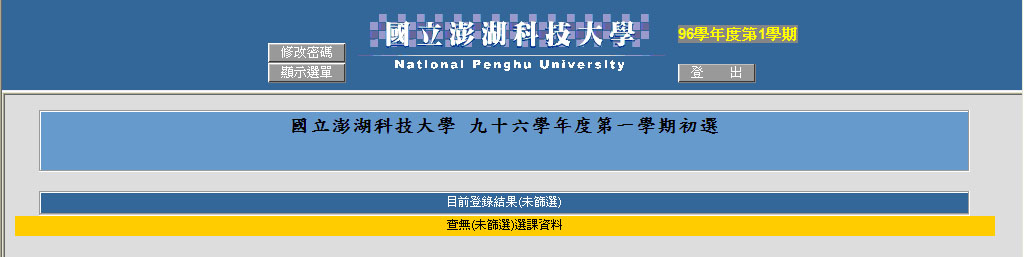 國立澎湖科技大學
National Penghu University
96學年度第1學期
修改密碼
顯示選單
登 出
國立澎湖科技大學 九十六學年度第一學期初選
目前登錄結果(未篩選)
查無(未篩選)選課資料